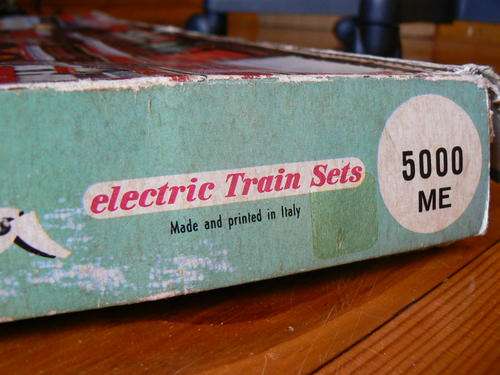 electric Train Sets
Made and printed in Italy
5000
ME